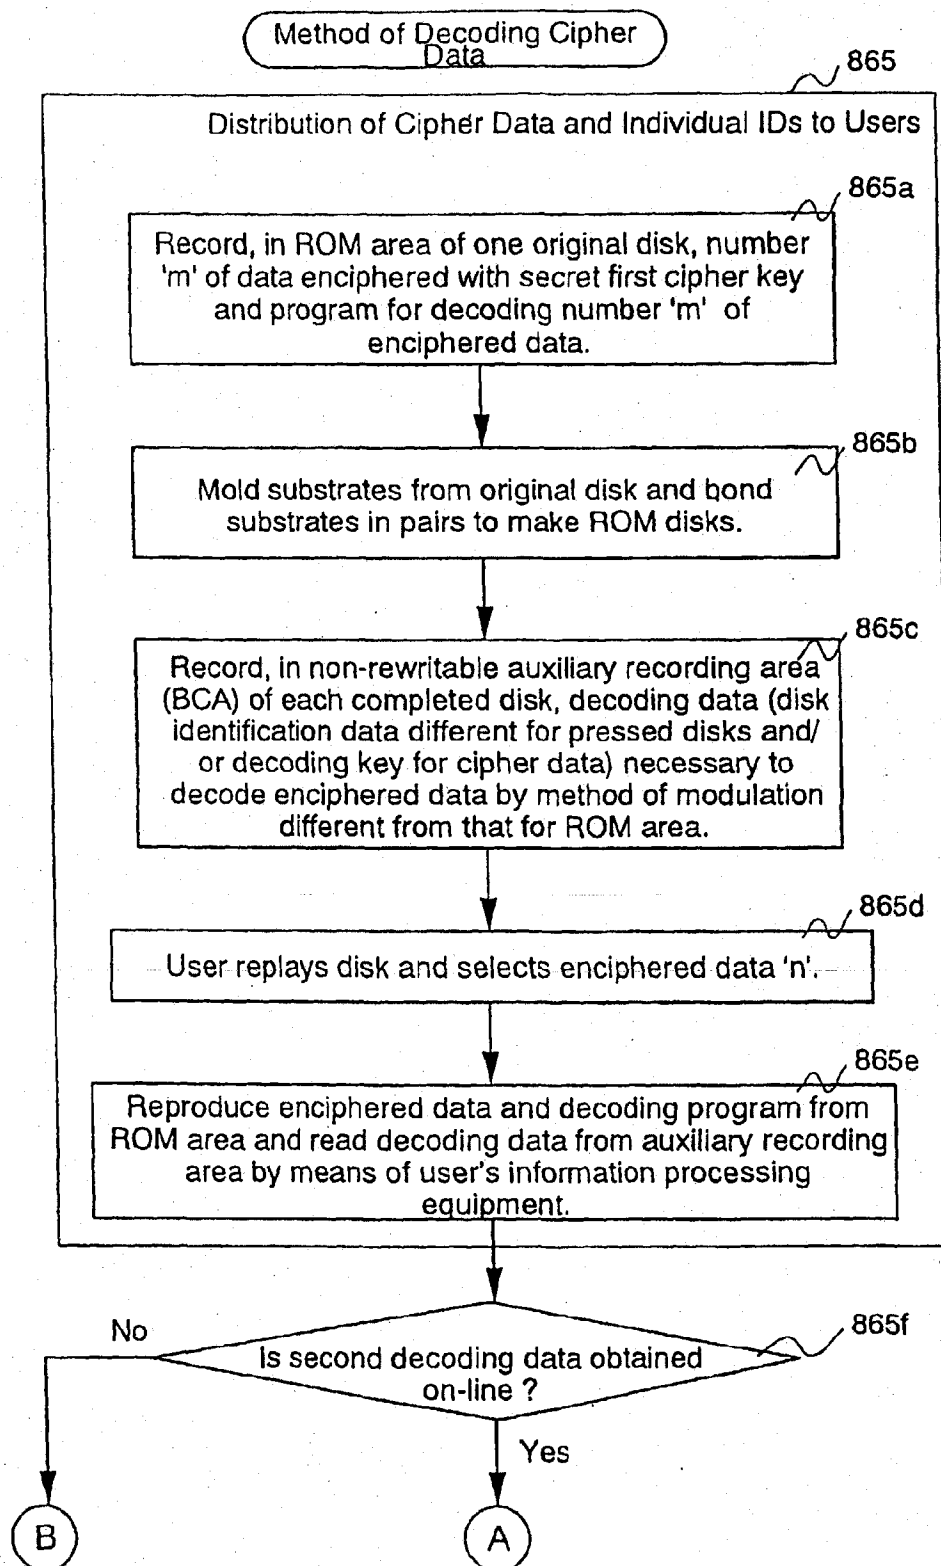 Method of Decoding Cipher
Data
865
Distribution of Cipher Data and Individual IDs to Users
865a
Record, in ROM area of one original disk, number
'm' of data enciphered with secret first cipher key
and program for decoding number 'm' of
enciphered data.
865b
Mold substrates from original disk and bond
substrates in pairs to make ROM disks.
865c
Record, in non-rewritable auxiliary recording area
(BCA) of each completed disk, decoding data (disk
identification data different for pressed disks and/
or decoding key for cipher data) necessary to
decode enciphered data by method of modulation
different from that for ROM area.
865d
User replays disk and selects enciphered data 'n'.
865e
Reproduce enciphered data and decoding program from
ROM area and read decoding data from auxiliary recording
area by means of user's information processing
equipment.
865f
No
Is second decoding data obtained
on-line ?
Yes
B
A